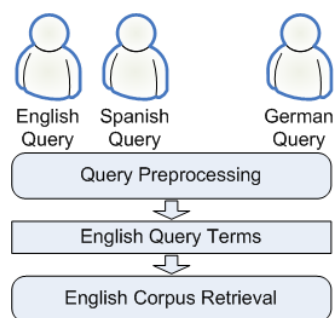 English Spanish German
Query Query Query
Query Preprocessing
English Query Terms
English Corpus Retrieval